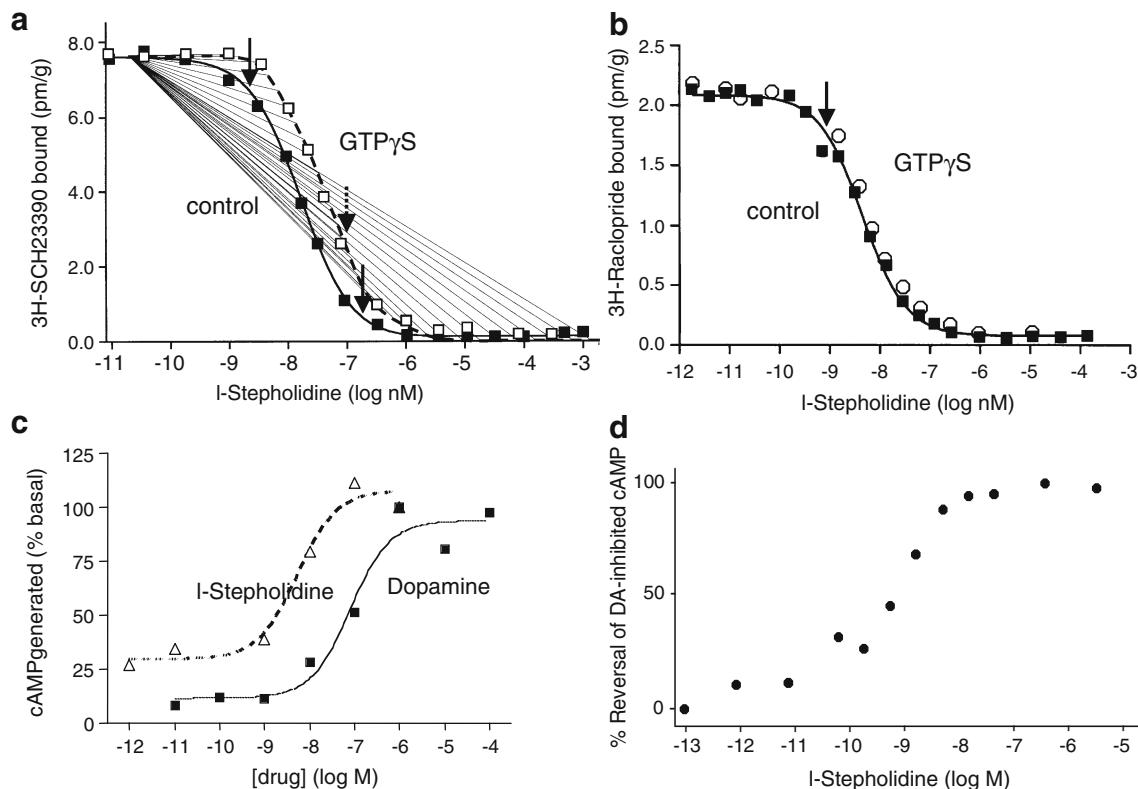 a
3H-SCH23390 bound (pm/g)
8.0
6.0
4.0
2.0
0.0
GTPγS
control
-11 -10 -9 -8 -7 -6 -5 -4 -3
l-Stepholidine (log nM)
b
3H-Raclopride bound (pm/g)
2.5
2.0
1.5
1.0
0.5
0.0
GTPγS
control
-12 -11 -10 -9 -8 -7 -6 -5 -4 -3
l-Stepholidine (log nM)
c
cAMPgenerated (% basal)
125
100
75
50
25
0
l-Stepholidine
Dopamine
-12 -11 -10 -9 -8 -7 -6 -5 -4
[drug] (log M)
d
% Reversal of DA-inhibited cAMP
100
50
0
-13 -12 -11 -10 -9 -8 -7 -6 -5
l-Stepholidine (log M)